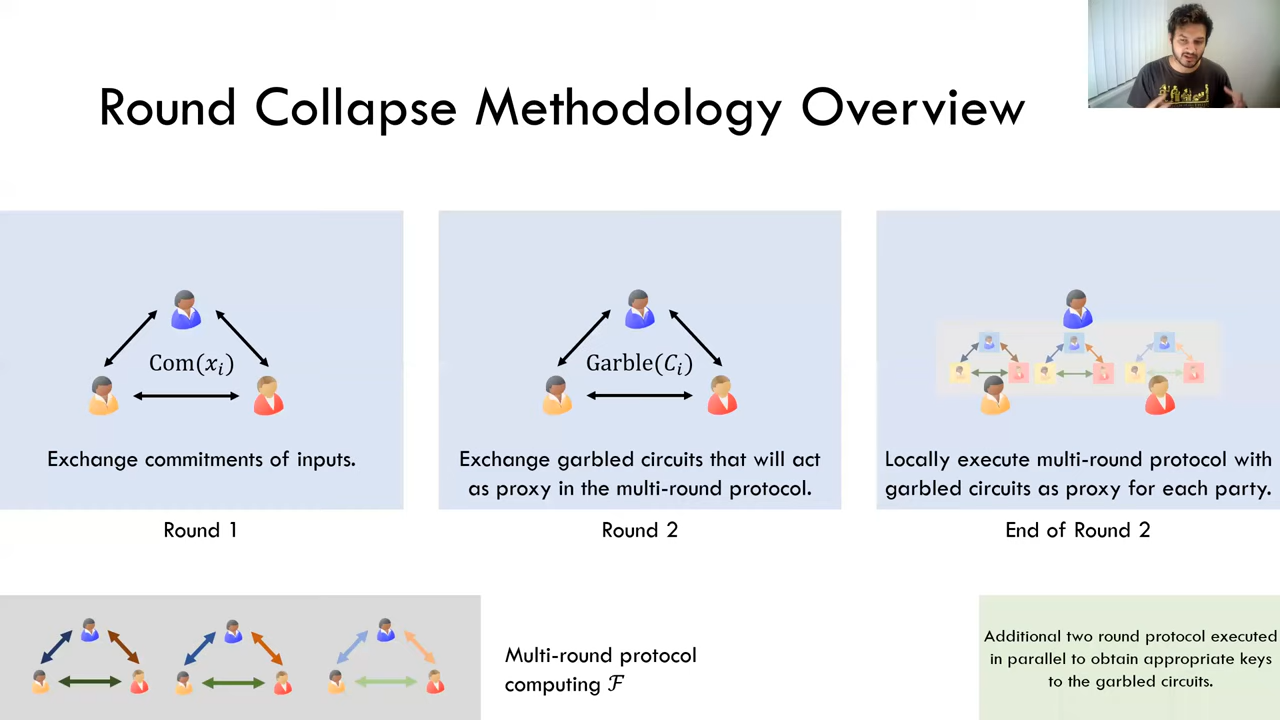 Round Collapse Methodology Overview
Com(xᵢ)
Exchange commitments of inputs.
Round 1
Garble(Cᵢ)
Exchange garbled circuits that will act
as proxy in the multi-round protocol.
Round 2
Locally execute multi-round protocol with
garbled circuits as proxy for each party.
End of Round 2
Multi-round protocol
computing ℱ
Additional two round protocol executed
in parallel to obtain appropriate keys
to the garbled circuits.